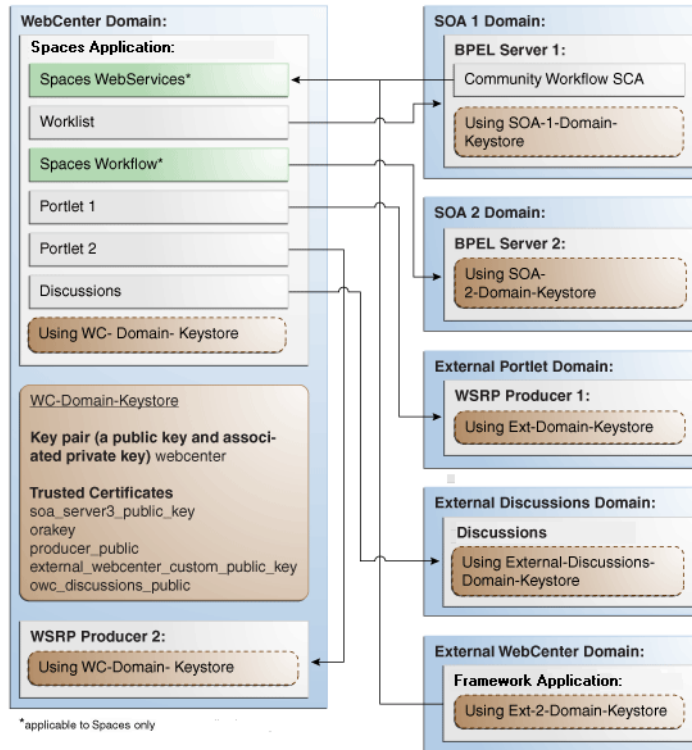 WebCenter Domain:
Spaces Application:
Spaces WebServices*
Worklist
Spaces Workflow*
Portlet 1
Portlet 2
Discussions
Using WC- Domain- Keystore
WC-Domain-Keystore
Key pair (a public key and associ-
ated private key) webcenter
Trusted Certificates
soa_server3_public_key
orakey
producer_public
external_webcenter_custom_public_key
owc_discussions_public
WSRP Producer 2:
Using WC-Domain- Keystore
*applicable to Spaces only
SOA 1 Domain:
BPEL Server 1:
Community Workflow SCA
Using SOA-1-Domain-
Keystore
SOA 2 Domain:
BPEL Server 2:
Using SOA-
2-Domain-Keystore
External Portlet Domain:
WSRP Producer 1:
Using Ext-Domain-Keystore
External Discussions Domain:
Discussions
Using External-Discussions-
Domain-Keystore
External WebCenter Domain:
Framework Application:
Using Ext-2-Domain-Keystore